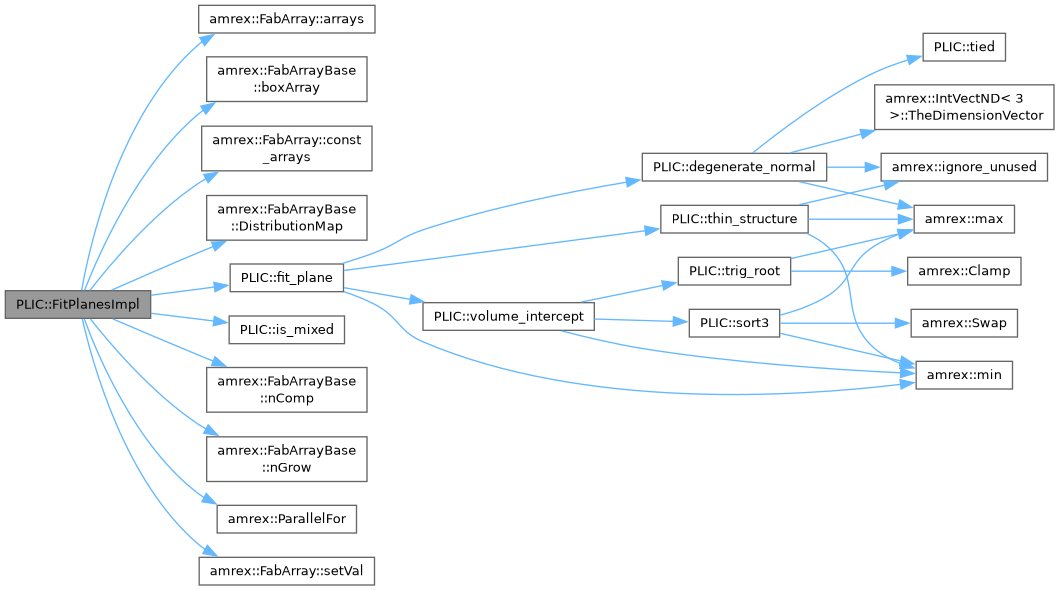 PLIC::FitPlanesImpl
amrex::FabArray::arrays
amrex::FabArrayBase
::boxArray
amrex::FabArray::const
_arrays
amrex::FabArrayBase
::DistributionMap
PLIC::fit_plane
PLIC::is_mixed
amrex::FabArrayBase
::nComp
amrex::FabArrayBase
::nGrow
amrex::ParallelFor
amrex::FabArray::setVal
PLIC::degenerate_normal
PLIC::thin_structure
PLIC::volume_intercept
PLIC::trig_root
PLIC::sort3
PLIC::tied
amrex::IntVectND< 3
>::TheDimensionVector
amrex::ignore_unused
amrex::max
amrex::Clamp
amrex::Swap
amrex::min